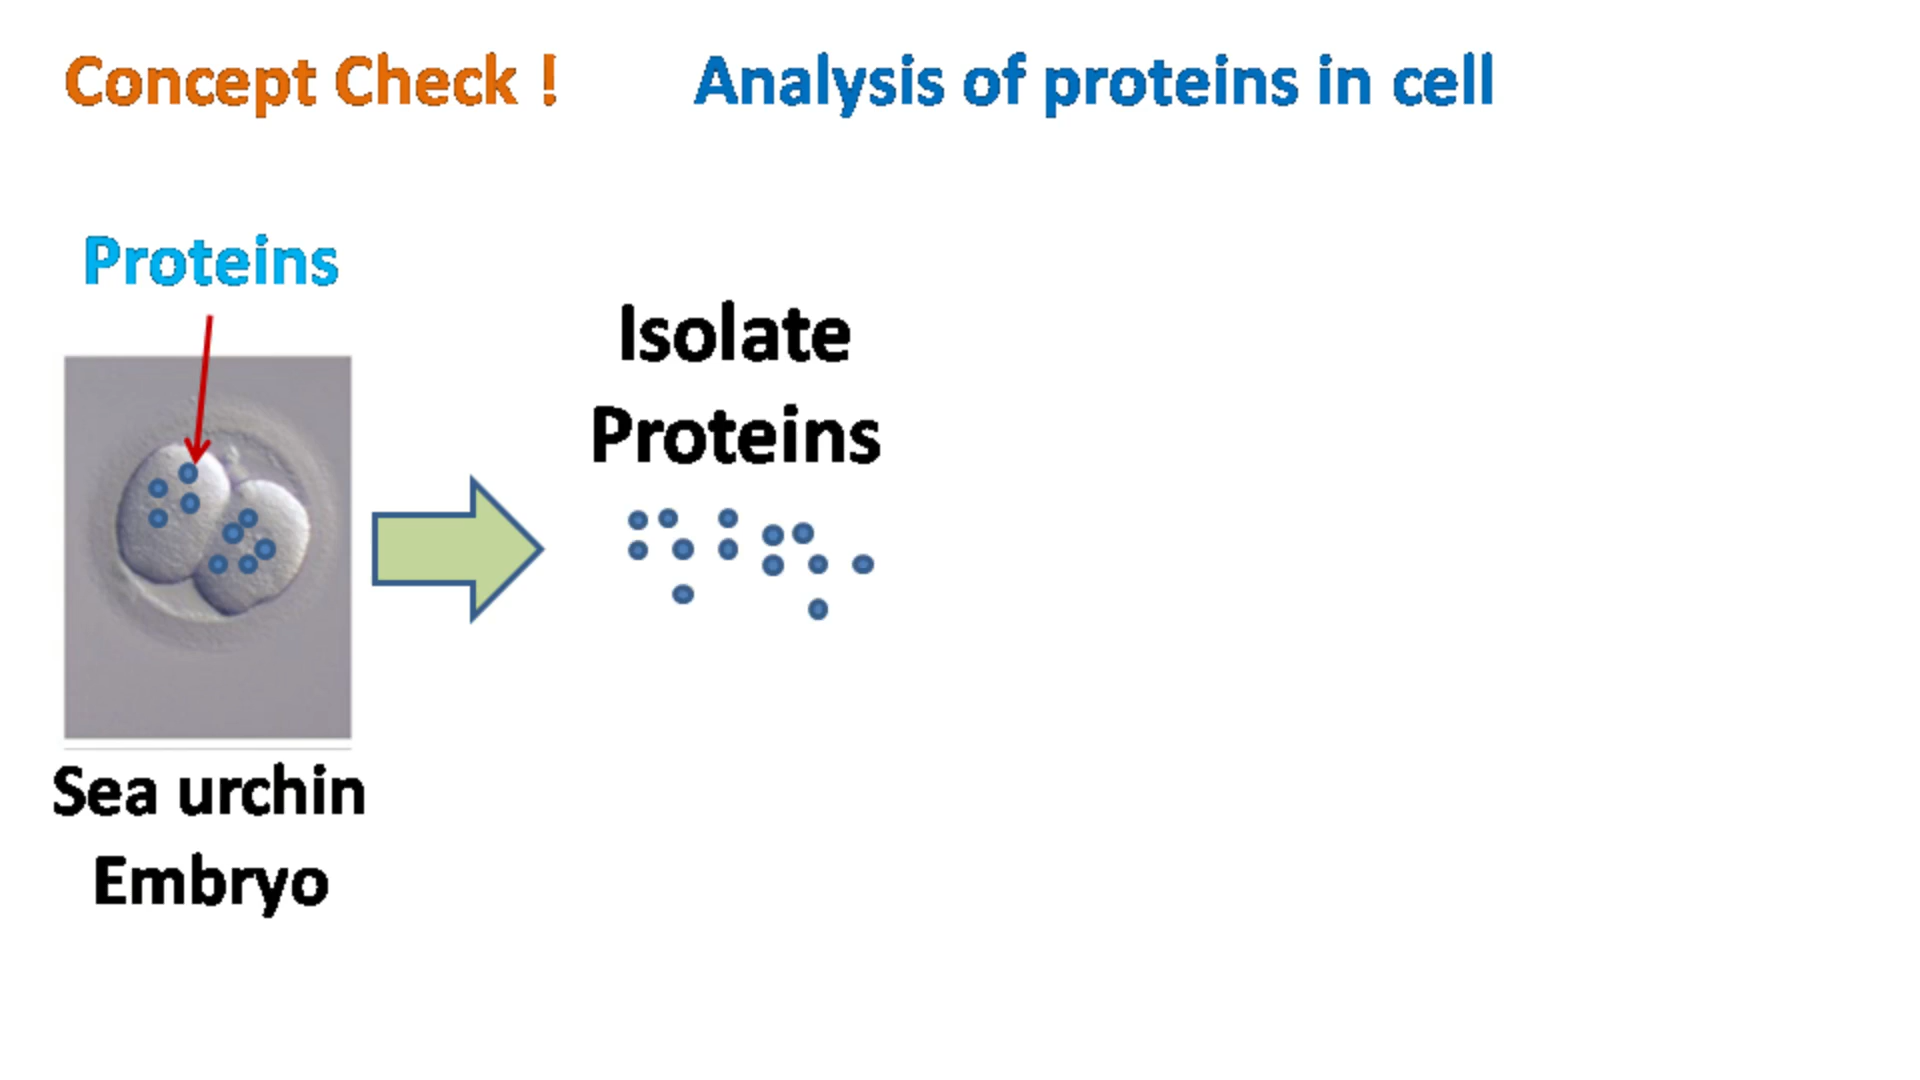 Concept Check !
Analysis of proteins in cell
Proteins
Isolate
Proteins
Sea urchin
Embryo